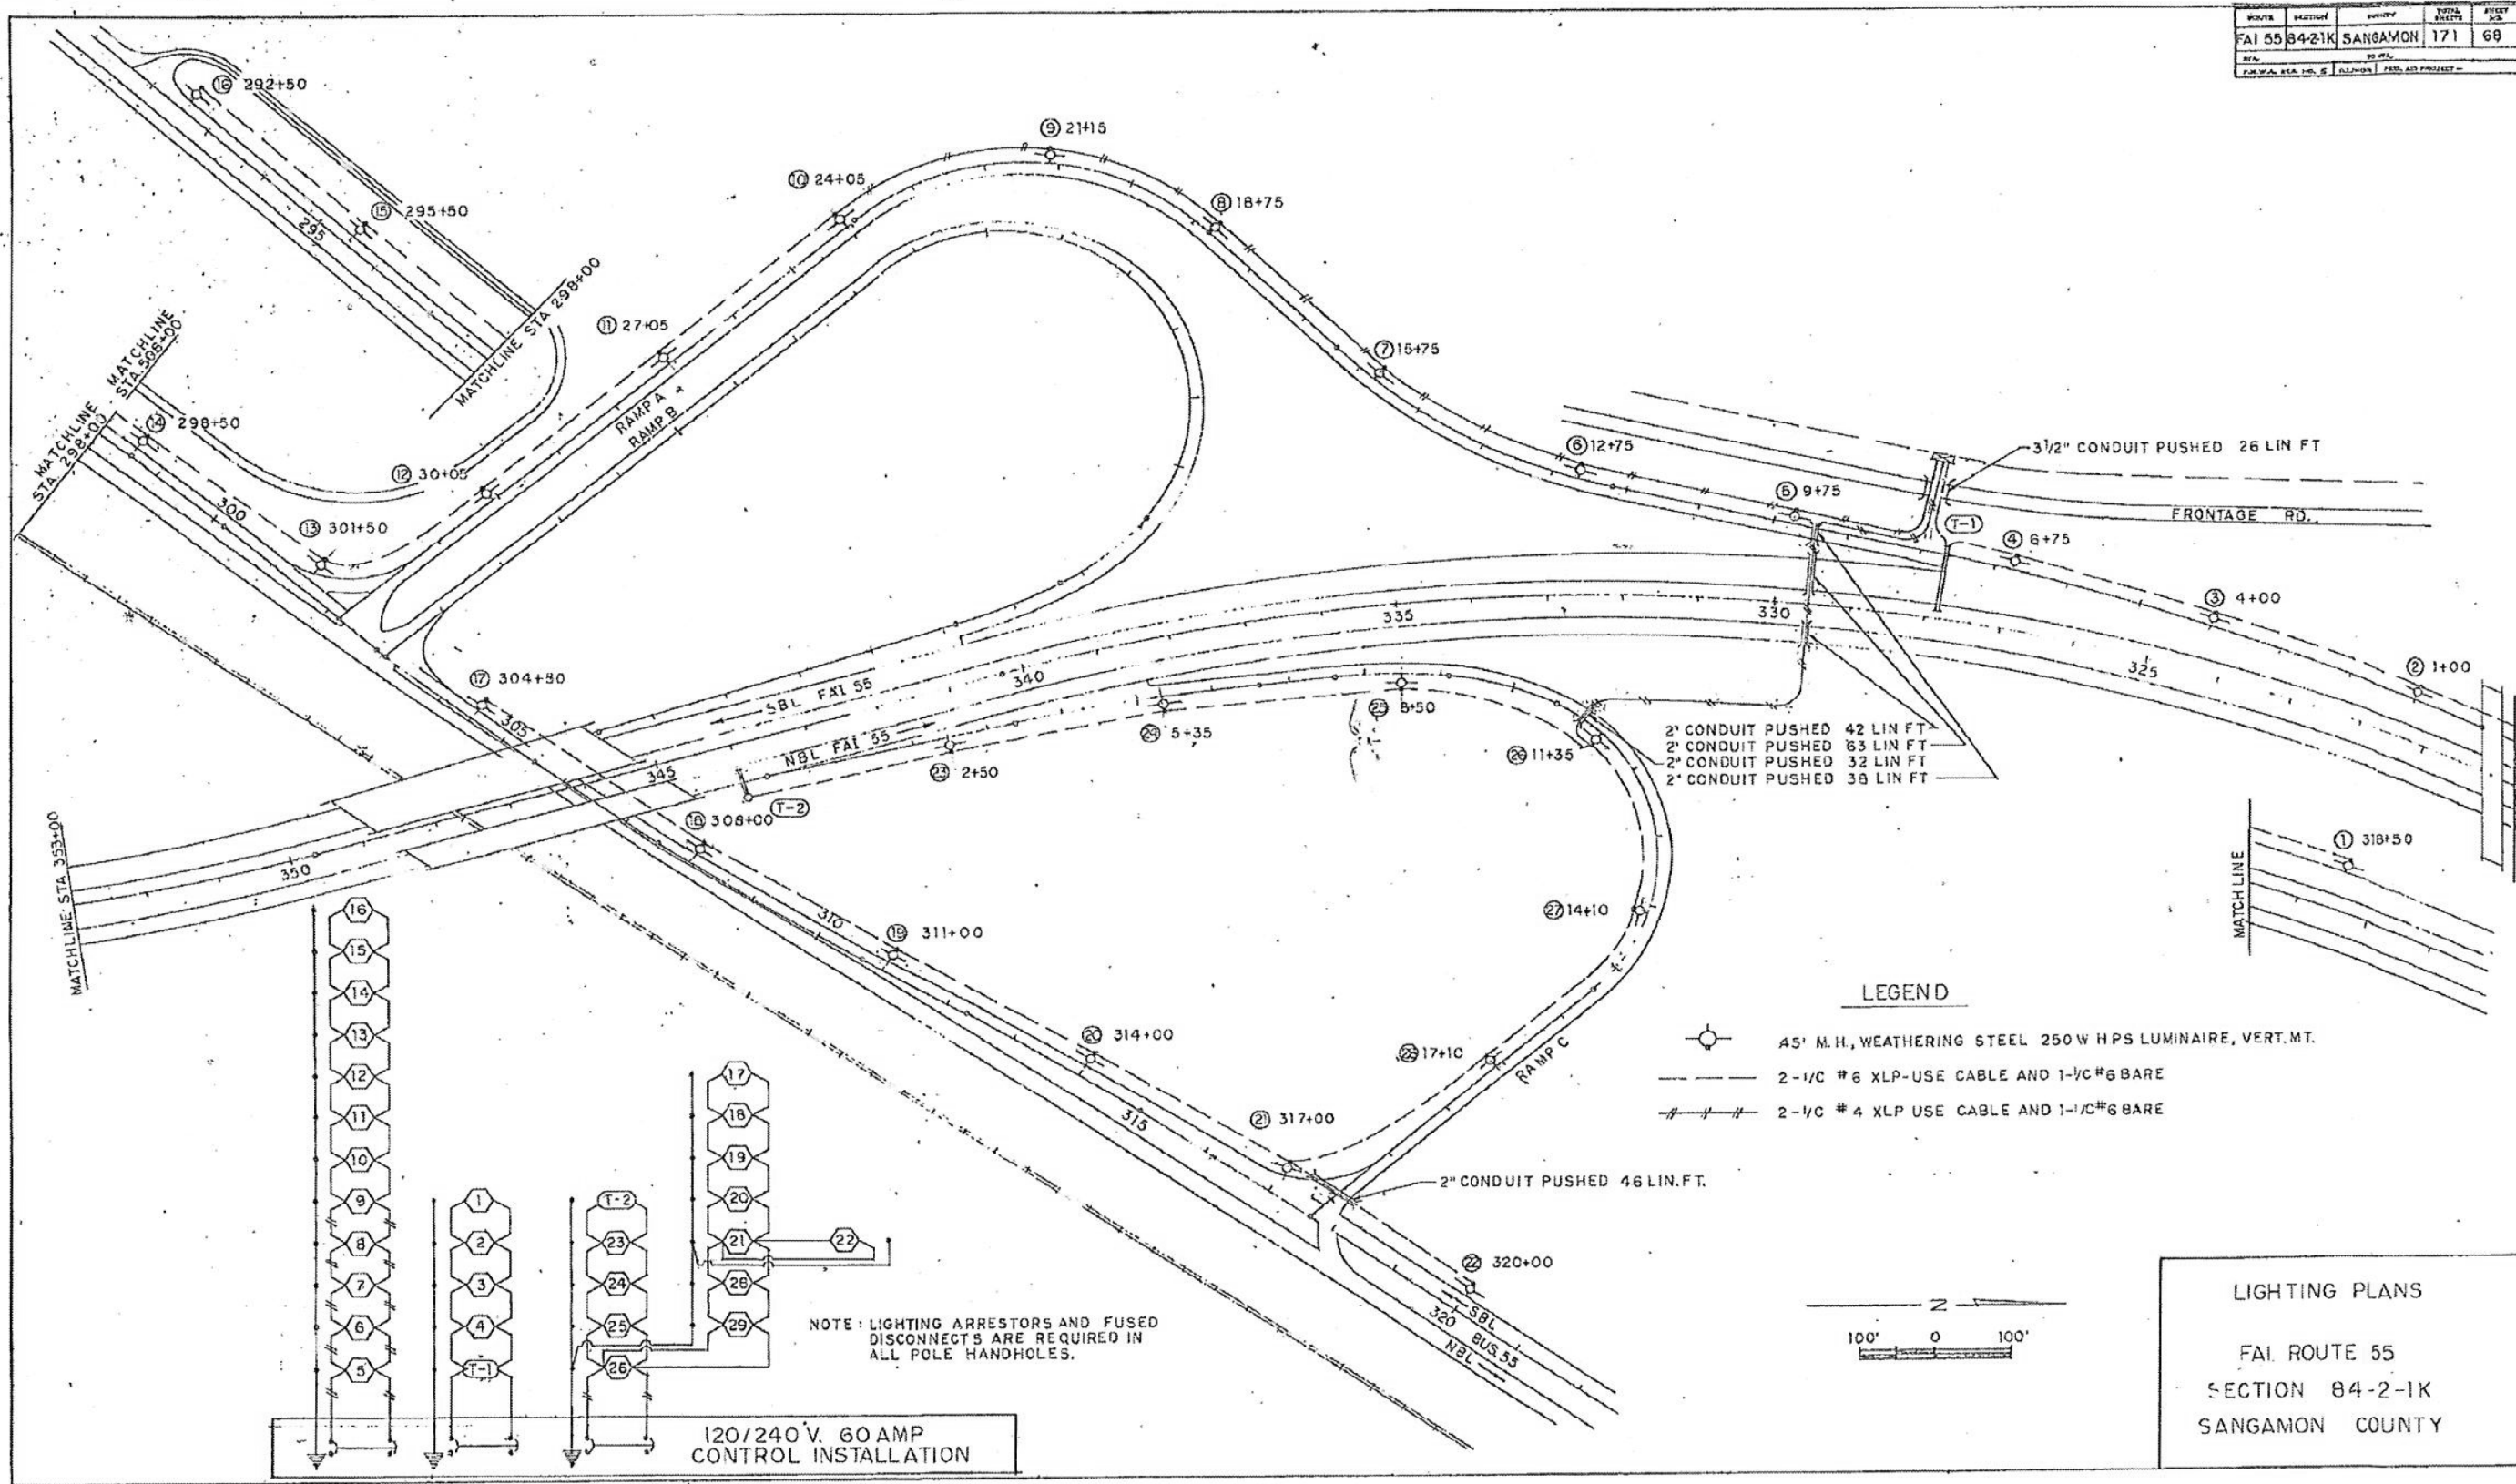 ROUTE SECTION COUNTY TOTAL SHEETS SHEET NO.
FAI 55 84-2-1K SANGAMON 171 68
STA. TO STA.
F.H.W.A. REG. NO. 5 ILLINOIS FED. AID PROJECT -
16 292+50
9 21+15
10 24+05
8 18+75
15 295+50
295
MATCHLINE STA 298+00
11 27+05
7 15+75
MATCHLINE
STA. 508+00
MATCHLINE
STA. 298+00
14 298+50
RAMP A
RAMP B
6 12+75
3 1/2" CONDUIT PUSHED 26 LIN FT
12 30+05
5 9+75
300
13 301+50
T-1
FRONTAGE RD.
4 6+75
3 4+00
330
335
2 1+00
325
17 304+50
340
SBL FAI 55
305
NBL FAI 55
25 8+50
24 5+35
2" CONDUIT PUSHED 42 LIN FT
2" CONDUIT PUSHED 63 LIN FT
2" CONDUIT PUSHED 32 LIN FT
2" CONDUIT PUSHED 38 LIN FT
26 11+35
23 2+50
345
T-2
18 308+00
MATCHLINE STA 353+00
350
1 318+50
MATCHLINE
310
19 311+00
27 14+10
LEGEND
45' M.H., WEATHERING STEEL 250 W HPS LUMINAIRE, VERT. MT.
2-1/C #6 XLP-USE CABLE AND 1-1/C #6 BARE
2-1/C #4 XLP USE CABLE AND 1-1/C #6 BARE
20 314+00
28 17+10
RAMP C
315
21 317+00
2" CONDUIT PUSHED 46 LIN. FT.
22 320+00
SBL
320 BUS. 55
NBL
16
15
14
13
12
11
10
9
8
7
6
5
1
2
3
4
T-1
T-2
23
24
25
26
17
18
19
20
21 22
28
29
NOTE: LIGHTING ARRESTORS AND FUSED
DISCONNECTS ARE REQUIRED IN
ALL POLE HANDHOLES.
120/240 V. 60 AMP
CONTROL INSTALLATION
Z
100' 0 100'
LIGHTING PLANS
FAI. ROUTE 55
SECTION 84-2-1K
SANGAMON COUNTY